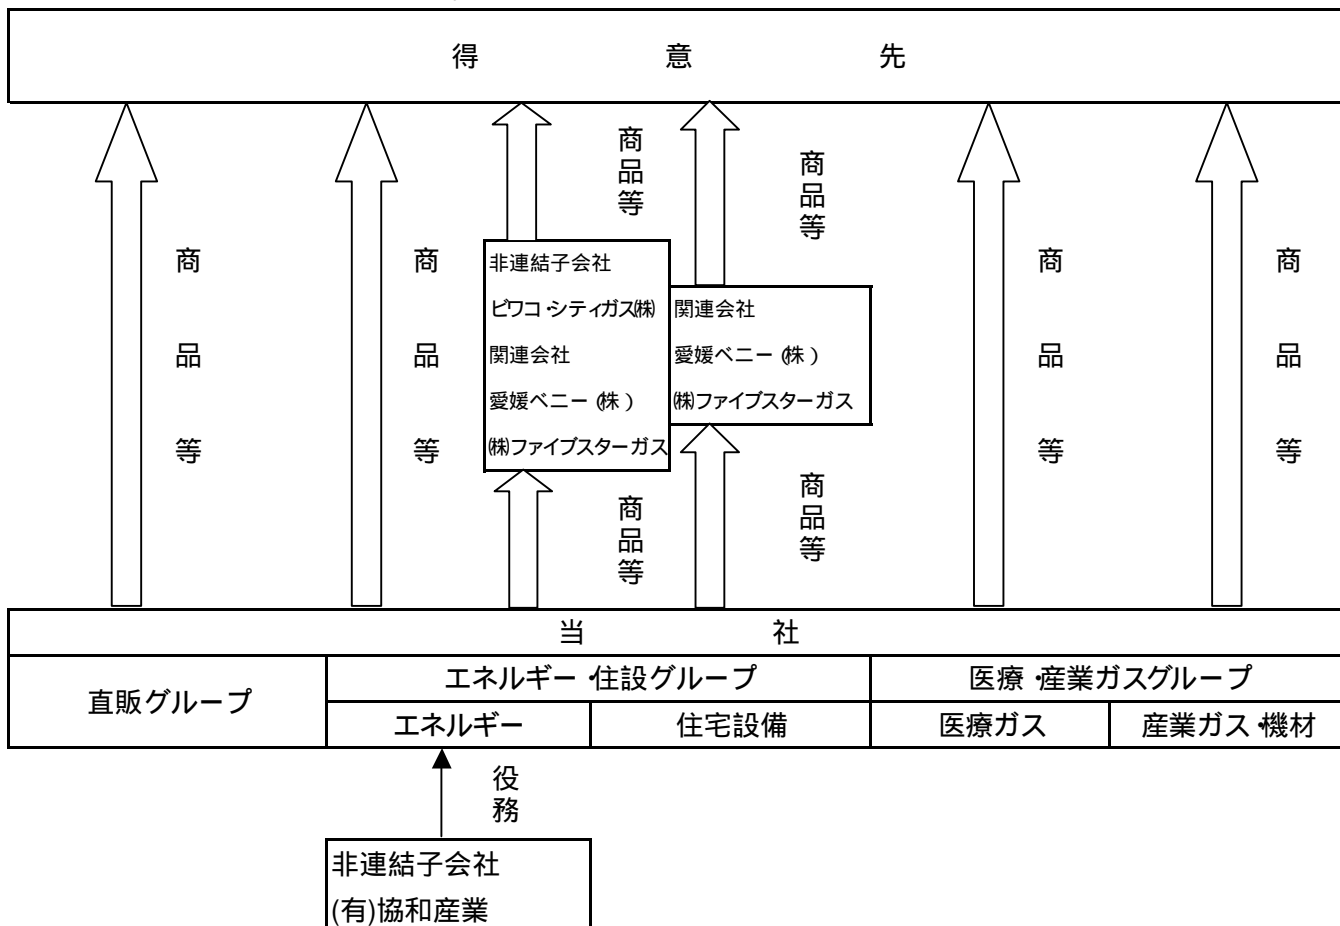 得意先
商品等
商品等
商品等
商品等
商品等
商品等
非連結子会社
ビワコ・シティガス㈱
関連会社
愛媛ベニー(株)
㈱ファイブスターガス
関連会社
愛媛ベニー(株)
㈱ファイブスターガス
商品等
商品等
当社
直販グループ
エネルギー・住設グループ
医療・産業ガスグループ
エネルギー
住宅設備
医療ガス
産業ガス・機材
役務
非連結子会社
(有)協和産業